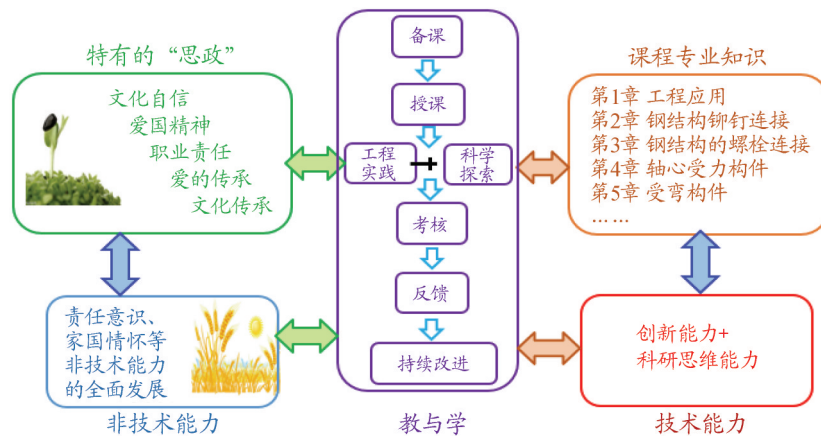 特有的“思政”
文化自信
爱国精神
职业责任
爱的传承
文化传承
责任意识、
家国情怀等
非技术能力
的全面发展
非技术能力
备课
授课
工程
实践
科学
探索
考核
反馈
持续改进
教与学
课程专业知识
第1章 工程应用
第2章 钢结构铆钉连接
第3章 钢结构的螺栓连接
第4章 轴心受力构件
第5章 受弯构件
… …
创新能力+
科研思维能力
技术能力